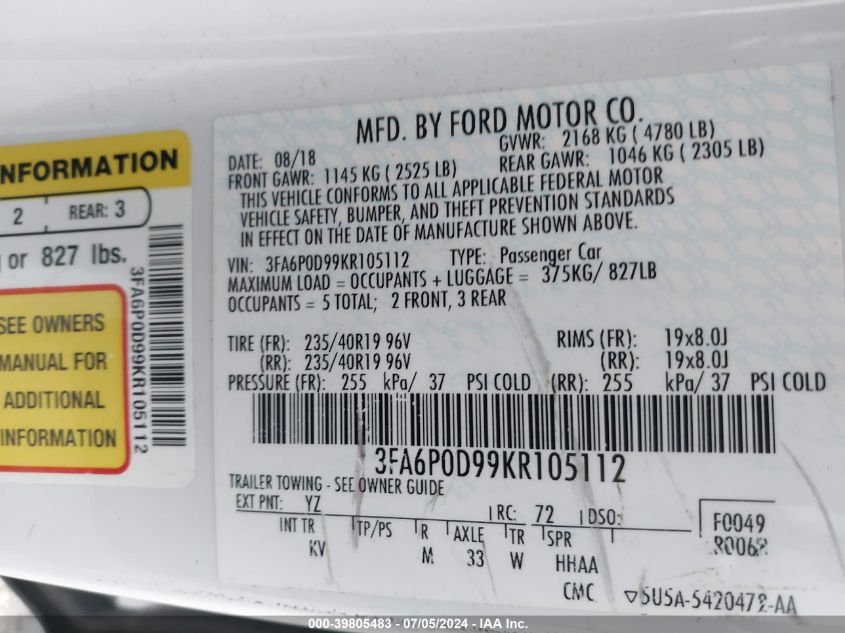 INFORMATION
2 REAR: 3
or 827 lbs.
SEE OWNERS
MANUAL FOR
ADDITIONAL
INFORMATION
3FA6P0D99KR105112
MFD. BY FORD MOTOR CO.
DATE: 08/18 GVWR: 2168 KG ( 4780 LB)
FRONT GAWR: 1145 KG ( 2525 LB) REAR GAWR: 1046 KG ( 2305 LB)
THIS VEHICLE CONFORMS TO ALL APPLICABLE FEDERAL MOTOR
VEHICLE SAFETY, BUMPER, AND THEFT PREVENTION STANDARDS
IN EFFECT ON THE DATE OF MANUFACTURE SHOWN ABOVE.
VIN: 3FA6P0D99KR105112 TYPE: Passenger Car
MAXIMUM LOAD = OCCUPANTS + LUGGAGE = 375KG/ 827LB
OCCUPANTS = 5 TOTAL; 2 FRONT, 3 REAR
TIRE (FR): 235/40R19 96V RIMS (FR): 19x8.0J
(RR): 235/40R19 96V (RR): 19x8.0J
PRESSURE (FR): 255 kPa/ 37 PSI COLD (RR): 255 kPa/ 37 PSI COLD
3FA6P0D99KR105112
TRAILER TOWING - SEE OWNER GUIDE
EXT PNT: YZ RC: 72 DSO: F0049
INT TR TP/PS R AXLE TR SPR R0068
KV M 33 W HHAA
CMC 5U5A-5420472-AA
000-39805483 - 07/05/2024 - IAA Inc.